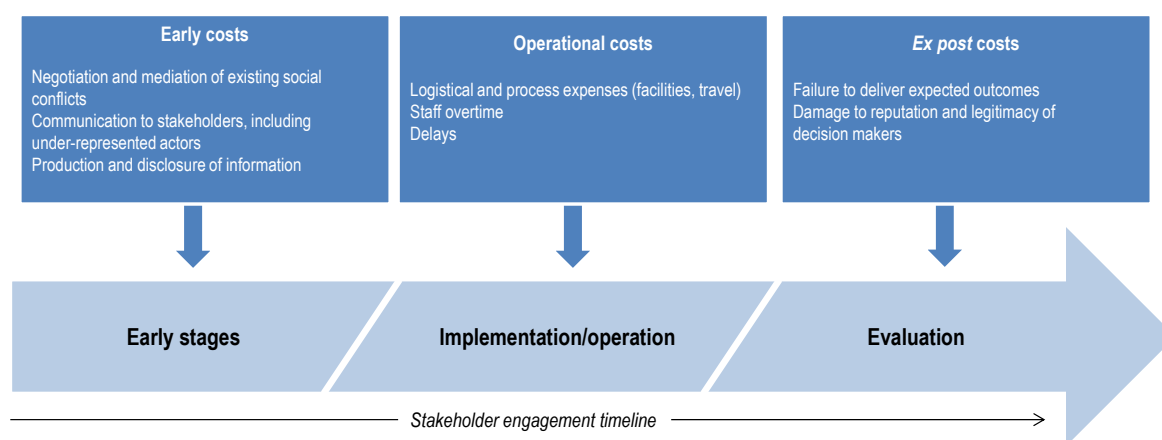 Early costs
Negotiation and mediation of existing social
conflicts
Communication to stakeholders, including
under-represented actors
Production and disclosure of information
Operational costs
Logistical and process expenses (facilities, travel)
Staff overtime
Delays
Ex post costs
Failure to deliver expected outcomes
Damage to reputation and legitimacy of
decision makers
Early stages
Implementation/operation
Evaluation
Stakeholder engagement timeline